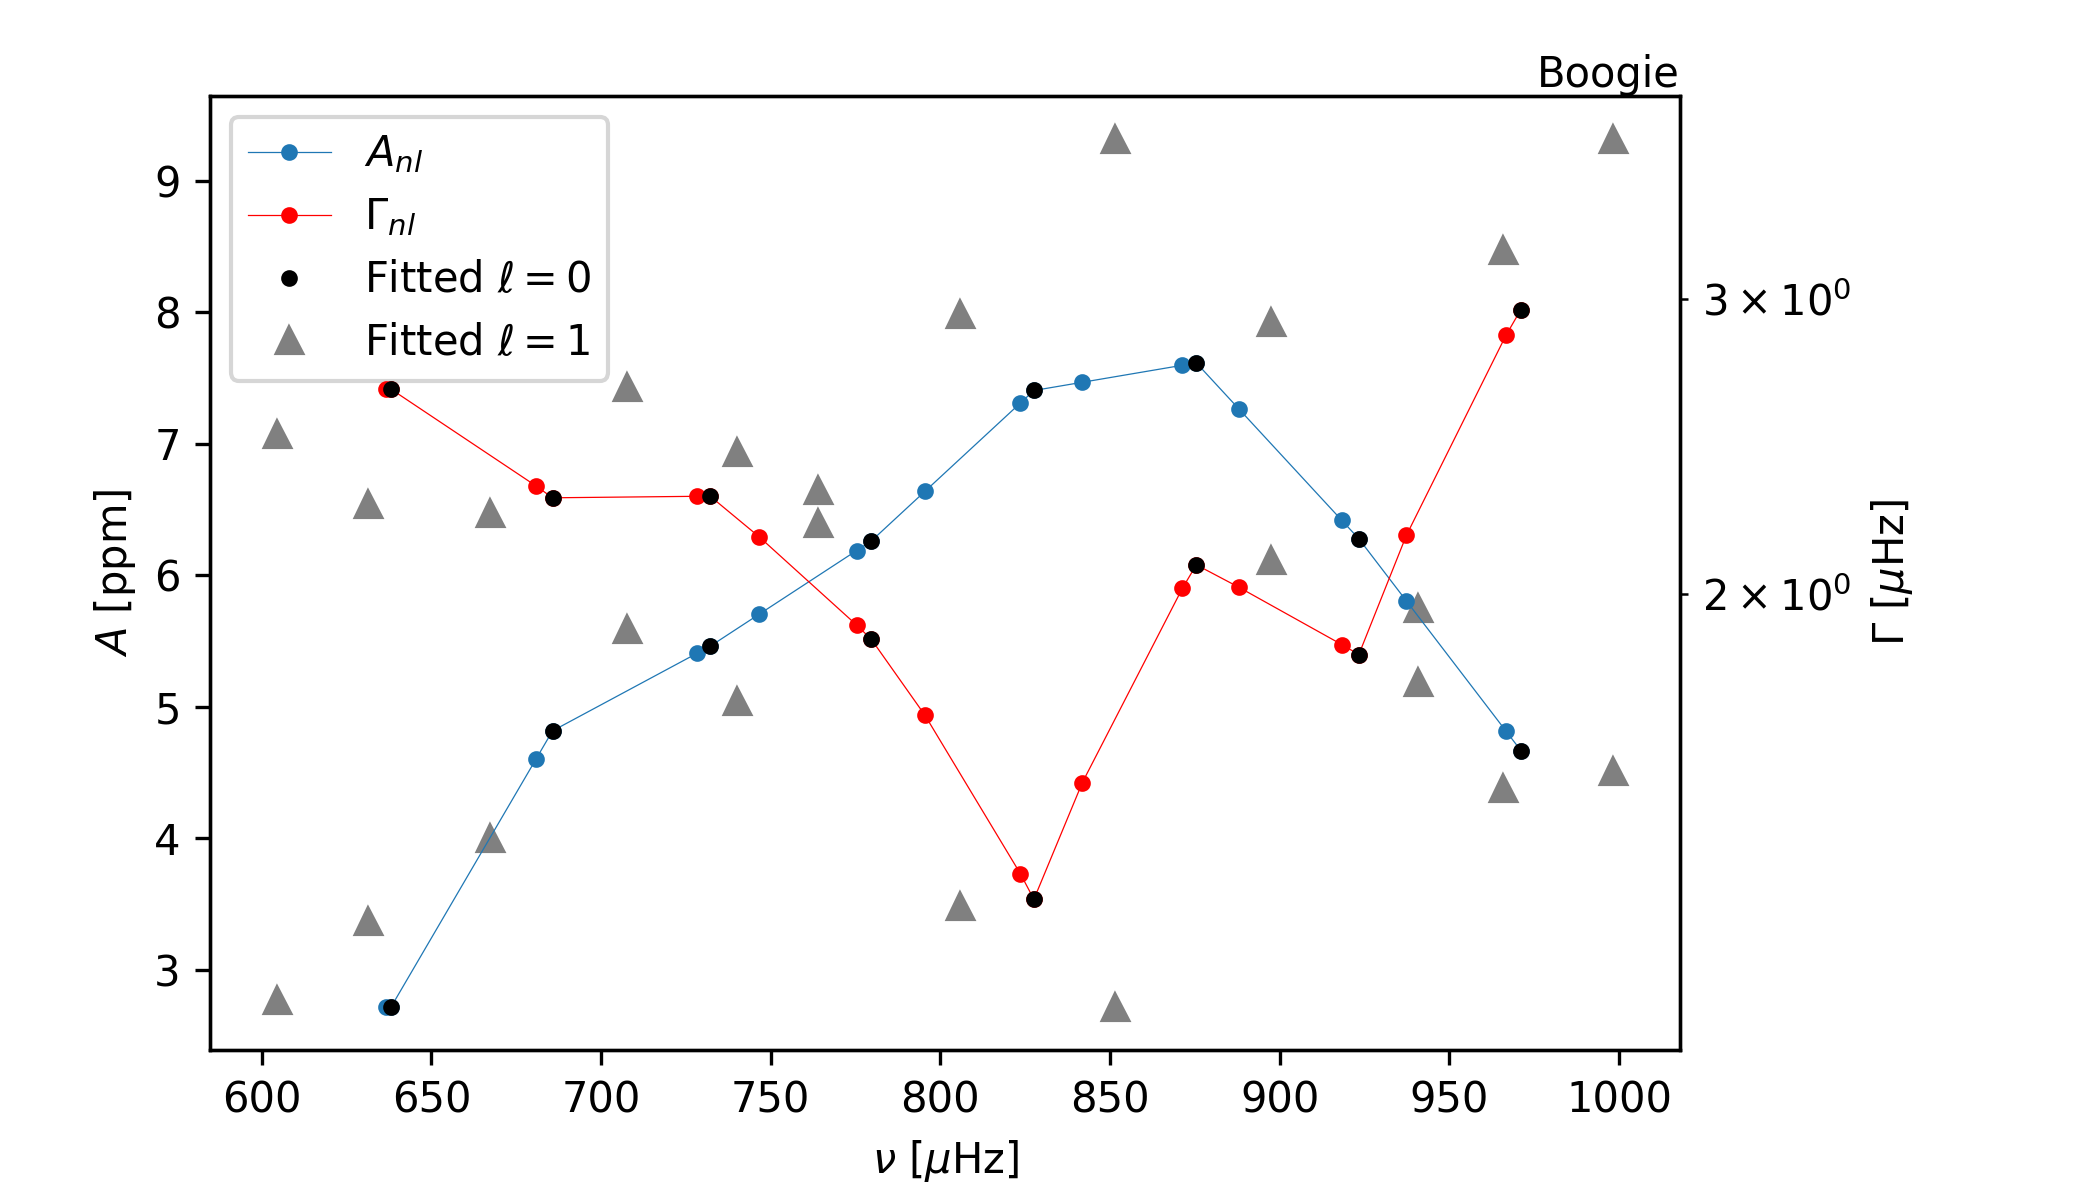 Boogie
A_{nl}
Γ_{nl}
Fitted ℓ = 0
Fitted ℓ = 1
9
8
7
6
5
4
3
A [ppm]
3 × 10^0
2 × 10^0
Γ [μHz]
600 650 700 750 800 850 900 950 1000
ν [μHz]